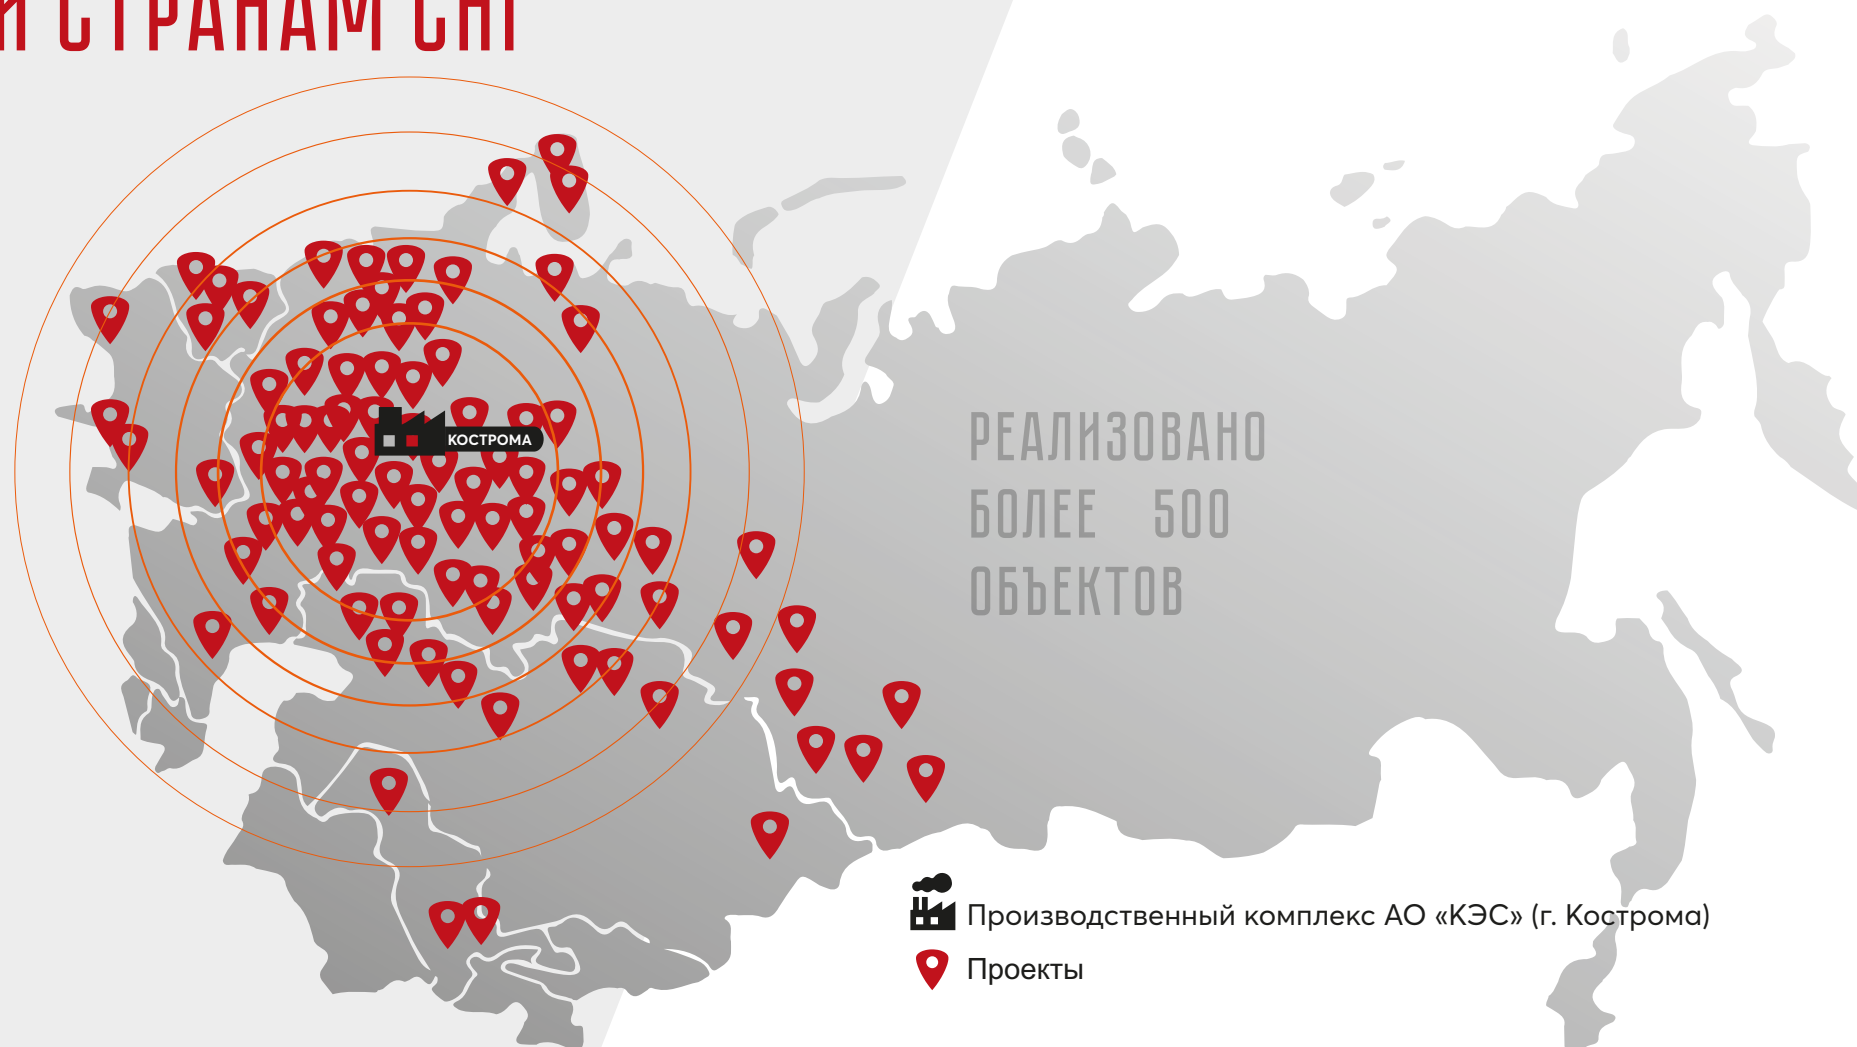 И СТРАНАМ СНГ
КОСТРОМА
РЕАЛИЗОВАНО
БОЛЕЕ 500
ОБЪЕКТОВ
Производственный комплекс АО «КЭС» (г. Кострома)
Проекты